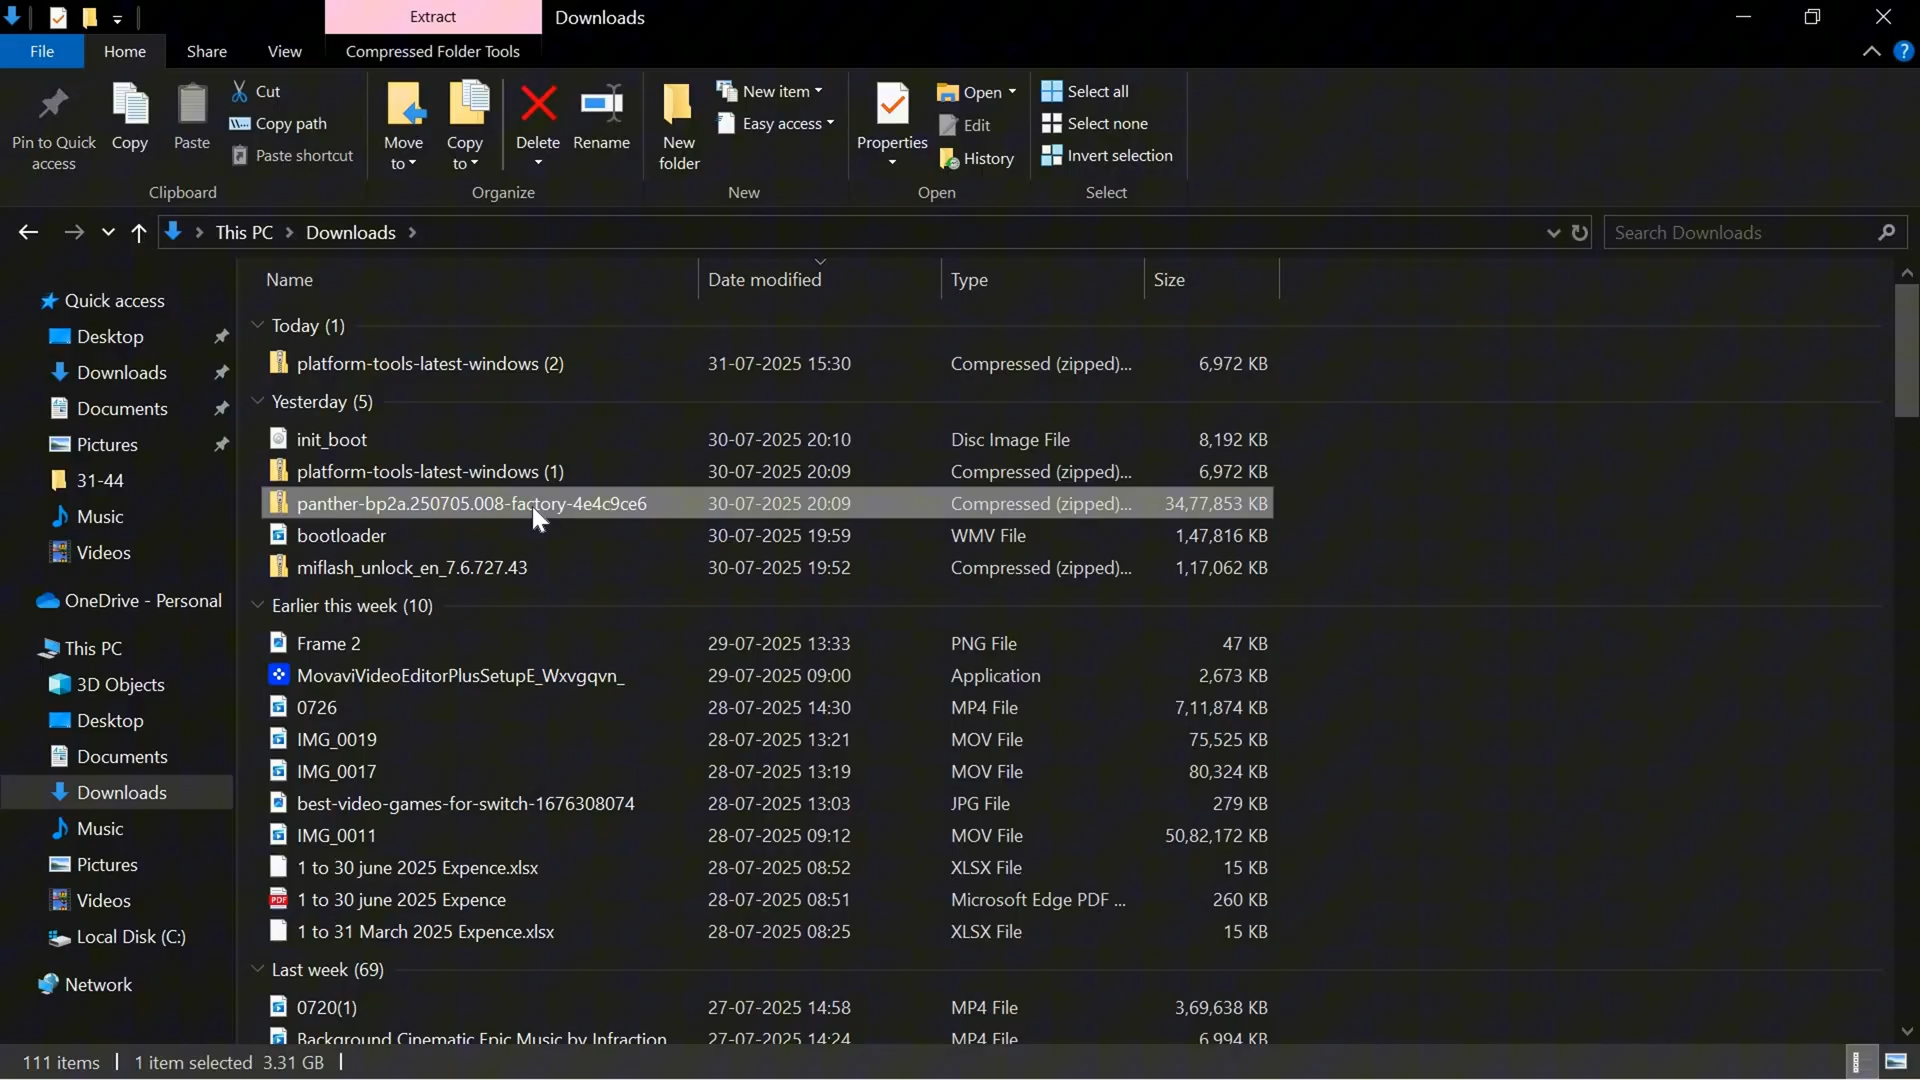 Extract Downloads
File Home Share View Compressed Folder Tools
Pin to Quick access
Copy
Paste
Cut
Copy path
Paste shortcut
Clipboard
Move to
Copy to
Delete
Rename
Organize
New folder
New item
Easy access
New
Properties
Open
Edit
History
Open
Select all
Select none
Invert selection
Select
This PC > Downloads >
Search Downloads
Quick access
Desktop
Downloads
Documents
Pictures
31-44
Music
Videos
OneDrive - Personal
This PC
3D Objects
Desktop
Documents
Downloads
Music
Pictures
Videos
Local Disk (C:)
Network
Name Date modified Type Size
Today (1)
platform-tools-latest-windows (2) 31-07-2025 15:30 Compressed (zipped)... 6,972 KB
Yesterday (5)
init_boot 30-07-2025 20:10 Disc Image File 8,192 KB
platform-tools-latest-windows (1) 30-07-2025 20:09 Compressed (zipped)... 6,972 KB
panther-bp2a.250705.008-factory-4e4c9ce6 30-07-2025 20:09 Compressed (zipped)... 34,77,853 KB
bootloader 30-07-2025 19:59 WMV File 1,47,816 KB
miflash_unlock_en_7.6.727.43 30-07-2025 19:52 Compressed (zipped)... 1,17,062 KB
Earlier this week (10)
Frame 2 29-07-2025 13:33 PNG File 47 KB
MovaviVideoEditorPlusSetupE_Wxvgqvn_ 29-07-2025 09:00 Application 2,673 KB
0726 28-07-2025 14:30 MP4 File 7,11,874 KB
IMG_0019 28-07-2025 13:21 MOV File 75,525 KB
IMG_0017 28-07-2025 13:19 MOV File 80,324 KB
best-video-games-for-switch-1676308074 28-07-2025 13:03 JPG File 279 KB
IMG_0011 28-07-2025 09:12 MOV File 50,82,172 KB
1 to 30 june 2025 Expence.xlsx 28-07-2025 08:52 XLSX File 15 KB
PDF 1 to 30 june 2025 Expence 28-07-2025 08:51 Microsoft Edge PDF ... 260 KB
1 to 31 March 2025 Expence.xlsx 28-07-2025 08:25 XLSX File 15 KB
Last week (69)
0720(1) 27-07-2025 14:58 MP4 File 3,69,638 KB
Background Cinematic Epic Music by Infraction 27-07-2025 14:24 MP4 File 6,994 KB
111 items | 1 item selected 3.31 GB |